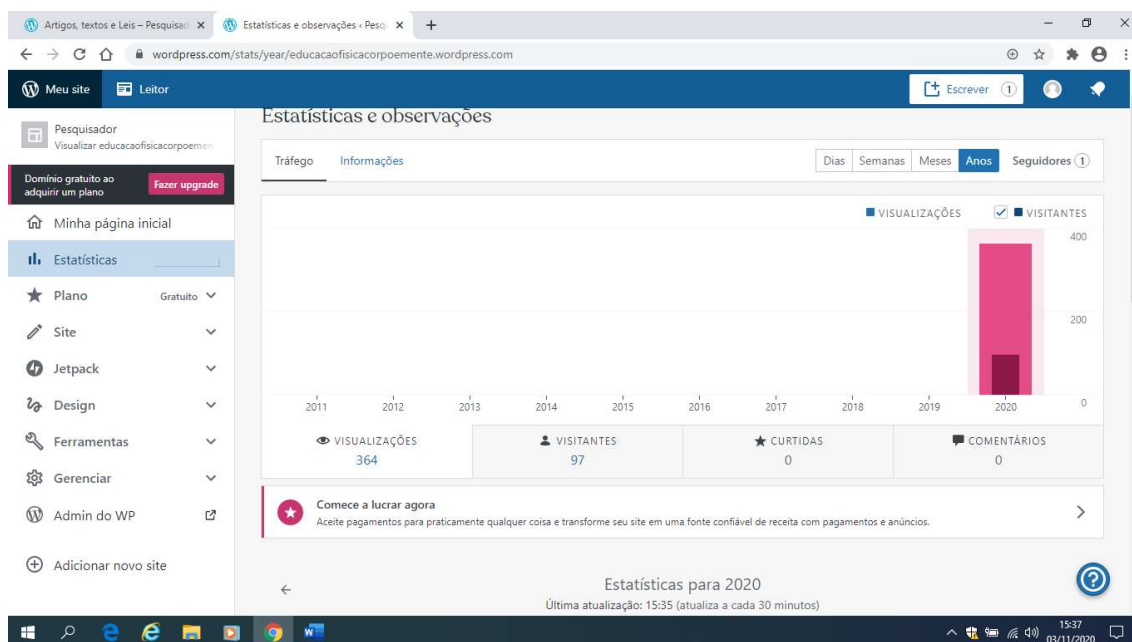 Artigos, textos e Leis – Pesquisad
Estatísticas e observações ‹ Pesq
wordpress.com/stats/year/educacaofisicacorpoemente.wordpress.com
Meu site
Leitor
Escrever 1
Pesquisador
Visualizar educacaofisicacorpoemen
Domínio gratuito ao
adquirir um plano
Fazer upgrade
Minha página inicial
Estatísticas
Plano
Gratuito
Site
Jetpack
Design
Ferramentas
Gerenciar
Admin do WP
Adicionar novo site
Estatísticas e observações
Tráfego Informações
Dias Semanas Meses Anos Seguidores 1
VISUALIZAÇÕES VISITANTES
400
200
0
2011 2012 2013 2014 2015 2016 2017 2018 2019 2020
VISUALIZAÇÕES VISITANTES CURTIDAS COMENTÁRIOS
364 97 0 0
Comece a lucrar agora
Aceite pagamentos para praticamente qualquer coisa e transforme seu site em uma fonte confiável de receita com pagamentos e anúncios.
Estatísticas para 2020
Última atualização: 15:35 (atualiza a cada 30 minutos)
15:37
03/11/2020